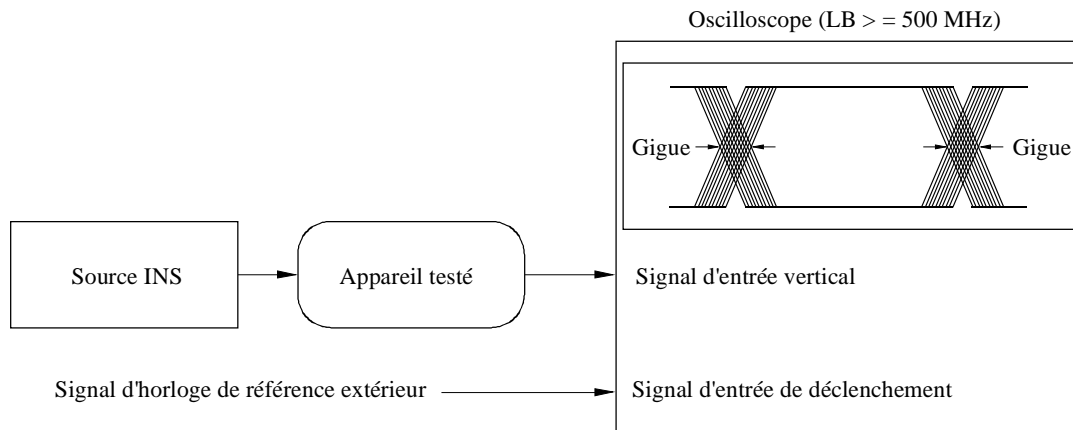 Oscilloscope (LB > = 500 MHz)
Gigue
Gigue
Source INS
Appareil testé
Signal d'entrée vertical
Signal d'horloge de référence extérieur
Signal d'entrée de déclenchement